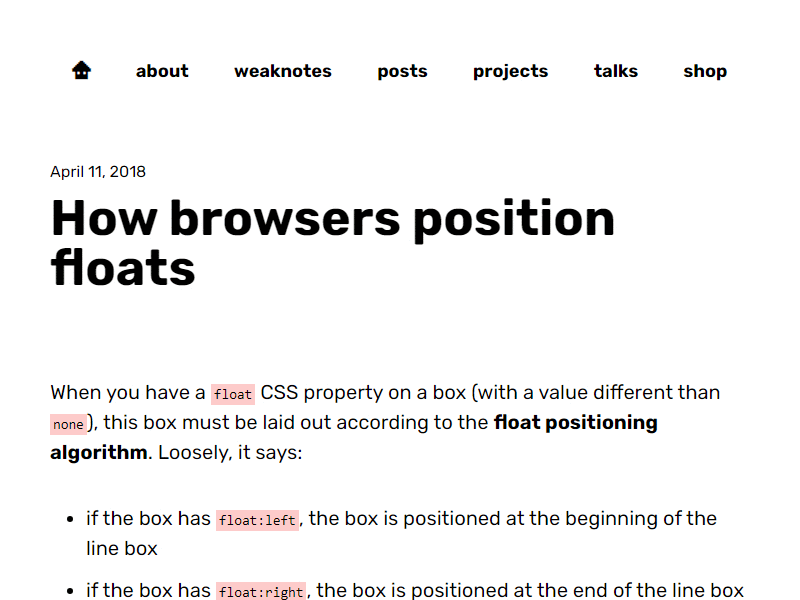 about weaknotes posts projects talks shop
April 11, 2018
How browsers position
floats
When you have a float CSS property on a box (with a value different than
none), this box must be laid out according to the float positioning
algorithm. Loosely, it says:
• if the box has float:left, the box is positioned at the beginning of the
line box
• if the box has float:right, the box is positioned at the end of the line box